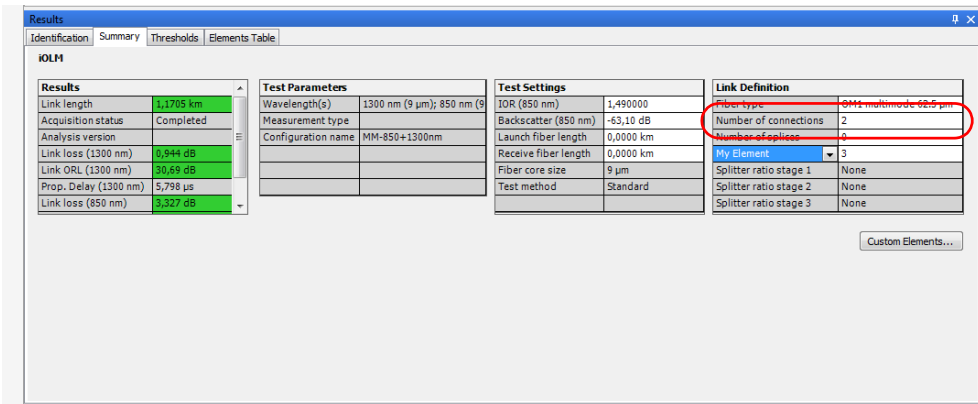 Results
Identification Summary Thresholds Elements Table
iOLM
Results
Link length 1,1705 km
Acquisition status Completed
Analysis version
Link loss (1300 nm) 0,944 dB
Link ORL (1300 nm) 30,69 dB
Prop. Delay (1300 nm) 5,798 µs
Link loss (850 nm) 3,327 dB
Test Parameters
Wavelength(s) 1300 nm (9 µm); 850 nm (9
Measurement type
Configuration name MM-850+1300nm
Test Settings
IOR (850 nm) 1,490000
Backscatter (850 nm) -63,10 dB
Launch fiber length 0,0000 km
Receive fiber length 0,0000 km
Fiber core size 9 µm
Test method Standard
Link Definition
Fiber type OM1 multimode 62.5 µm
Number of connections 2
Number of splices 0
My Element 3
Splitter ratio stage 1 None
Splitter ratio stage 2 None
Splitter ratio stage 3 None
Custom Elements...